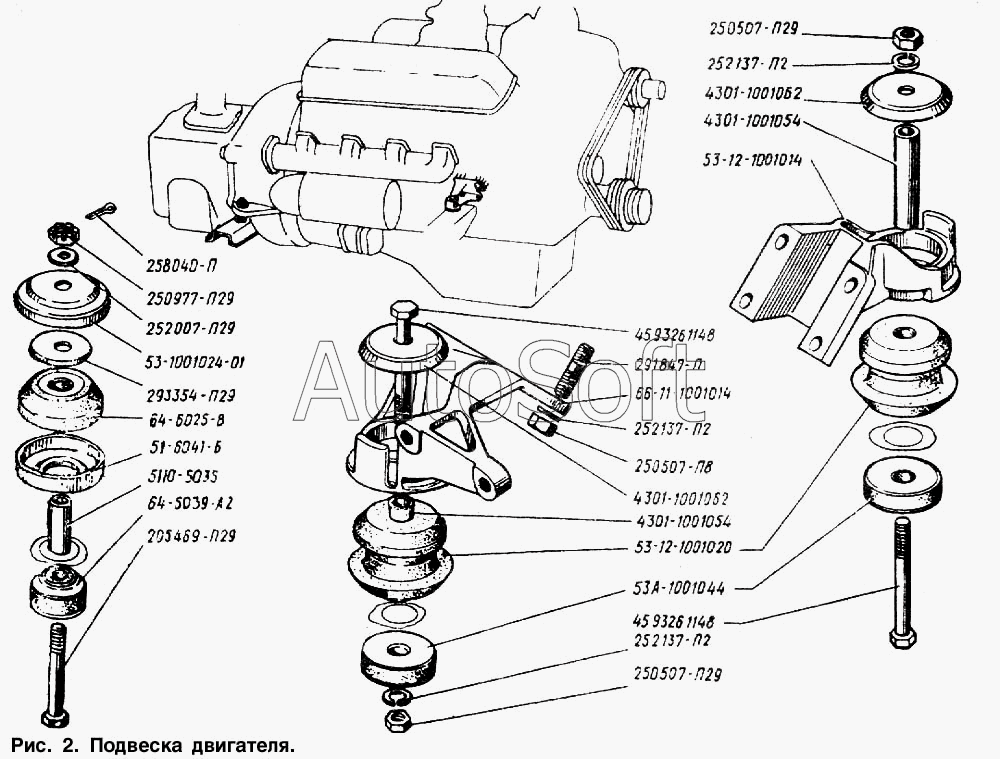 250507-П29
252137-П2
4301-1001062
4301-1001054
53-12-1001014
258040-П
250977-П29
252007-П29
53-1001024-01
293354-П29
64-6025-В
51-6041-Б
51Ю-5035
64-5039-А2
205469-П29
4593261148
291847-П
66-11-1001014
252137-П2
250507-П8
4301-1001062
4301-1001054
53-12-1001020
53А-1001044
4593261148
252137-П2
250507-П29
AutoSoft
Рис. 2. Подвеска двигателя.